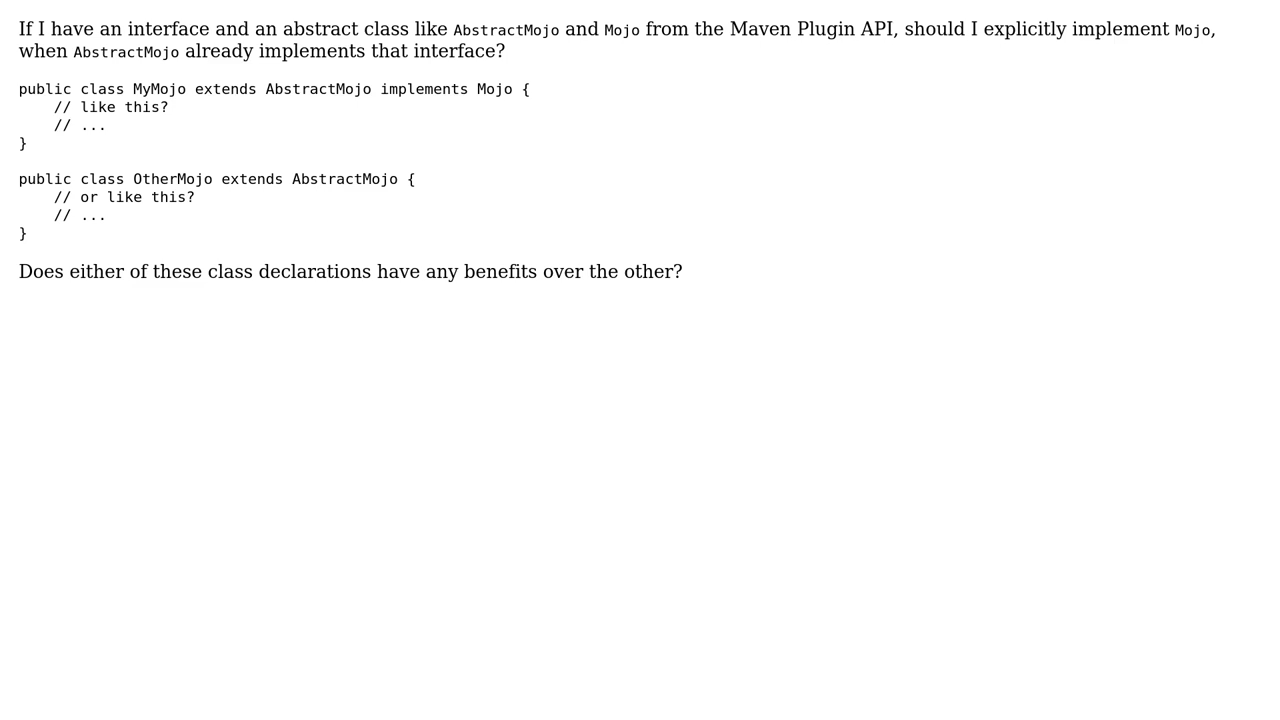 If I have an interface and an abstract class like AbstractMojo and Mojo from the Maven Plugin API, should I explicitly implement Mojo,
when AbstractMojo already implements that interface?
public class MyMojo extends AbstractMojo implements Mojo {
    // like this?
    // ...
}
public class OtherMojo extends AbstractMojo {
    // or like this?
    // ...
}
Does either of these class declarations have any benefits over the other?